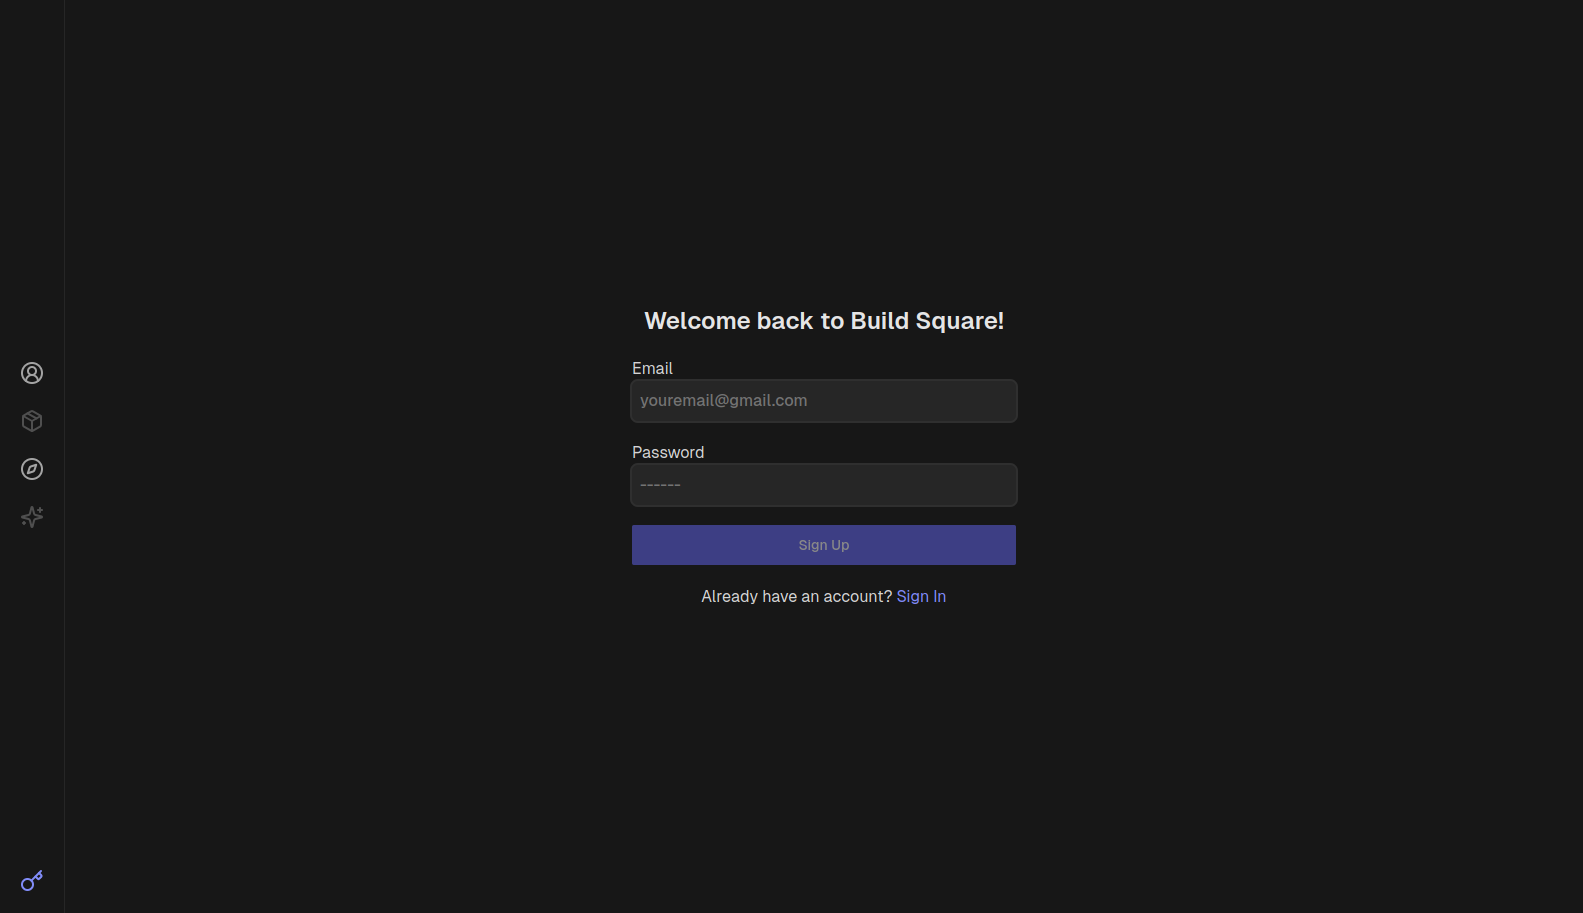 Welcome back to Build Square!
Email
youremail@gmail.com
Password
------
Sign Up
Already have an account? Sign In